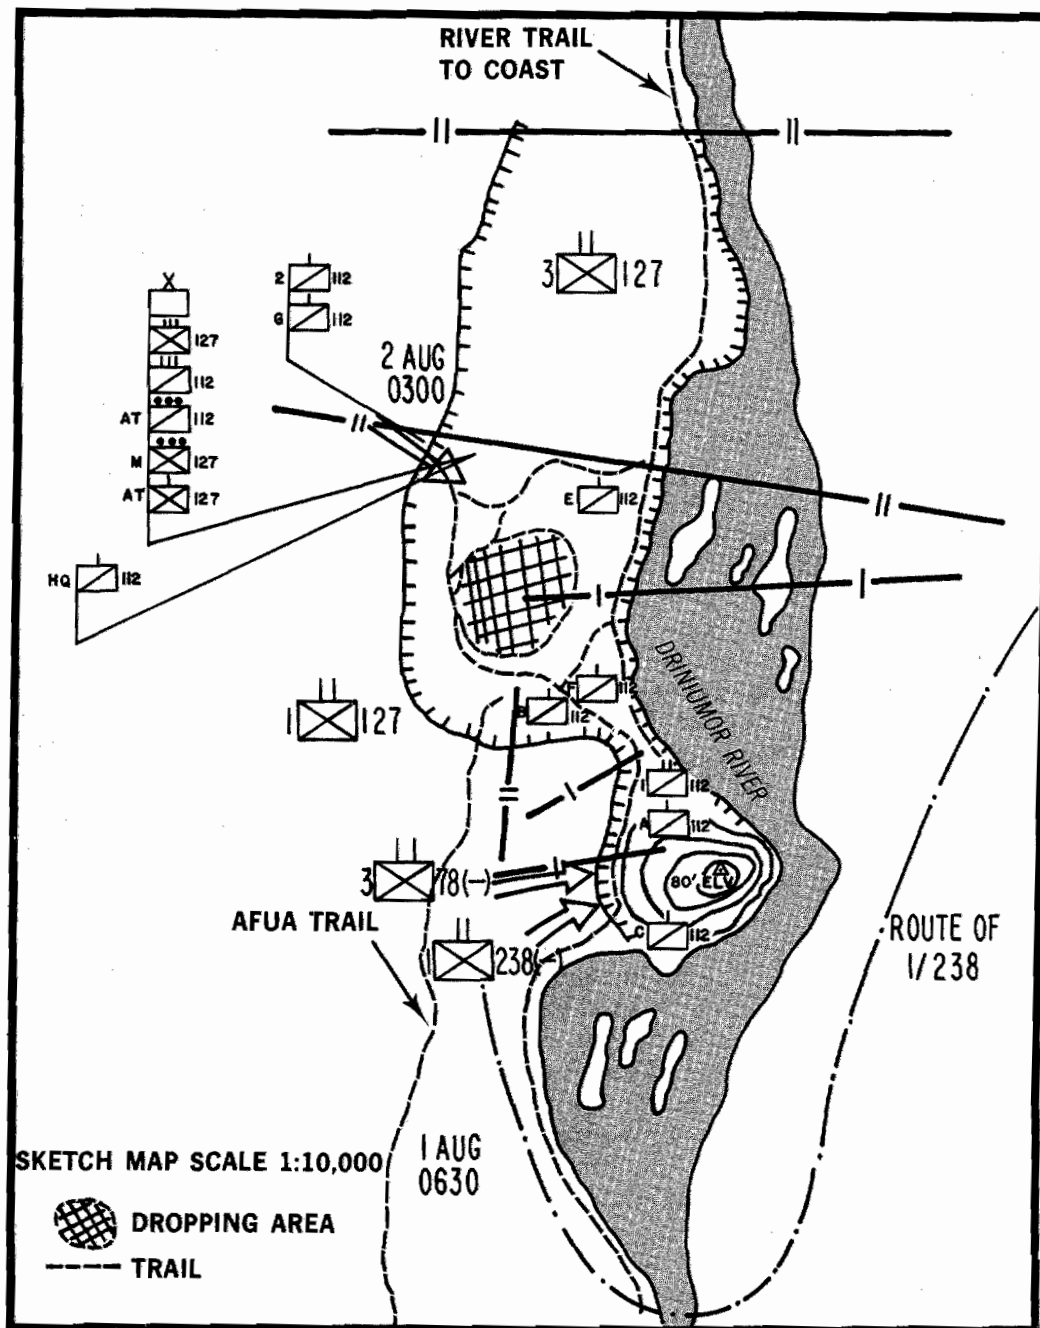 RIVER TRAIL
TO COAST
3 127
X
2 112
G 112
127
112
AT 112
M 127
AT 127
2 AUG
0300
E 112
HQ 112
DRINIUMOR RIVER
F 112
B 112
1 127
1 112
A 112
3 78(-)
80' ELV
AFUA TRAIL
C 112
238(-)
ROUTE OF
1/238
1 AUG
0630
SKETCH MAP SCALE 1:10,000
DROPPING AREA
TRAIL